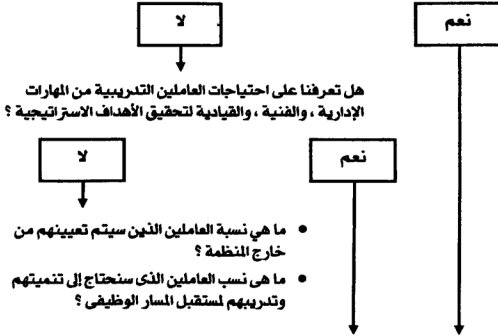 نعم
لا
هل تعرفنا على احتياجات العاملين التدريبية من المهارات
الإدارية ، والفنية ، والقيادية لتحقيق الأهداف الاستراتيجية ؟
نعم
لا
• ما هي نسبة العاملين الذين سيتم تعيينهم من
خارج المنظمة ؟
• ما هى نسب العاملين الذى سنحتاج إلى تنميتهم
وتدريبهم لمستقبل المسار الوظيفى ؟